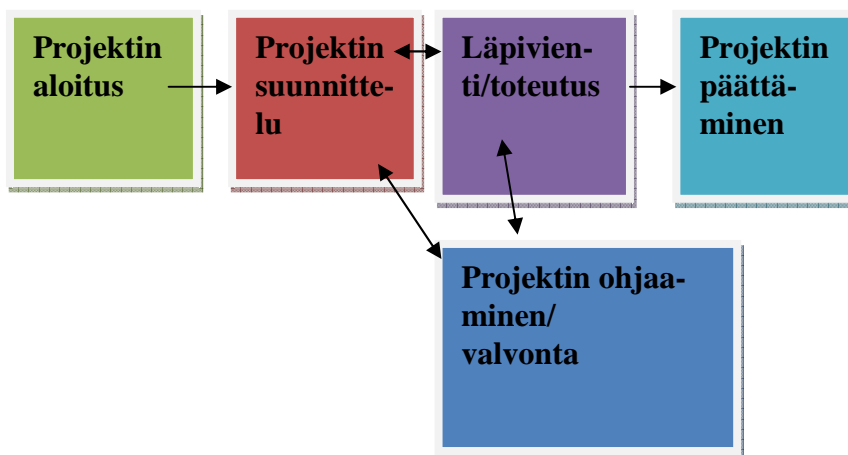 Projektin
aloitus
Projektin
suunnitte-
lu
Läpivien-
ti/toteutus
Projektin
päättä-
minen
Projektin ohjaa-
minen/
valvonta